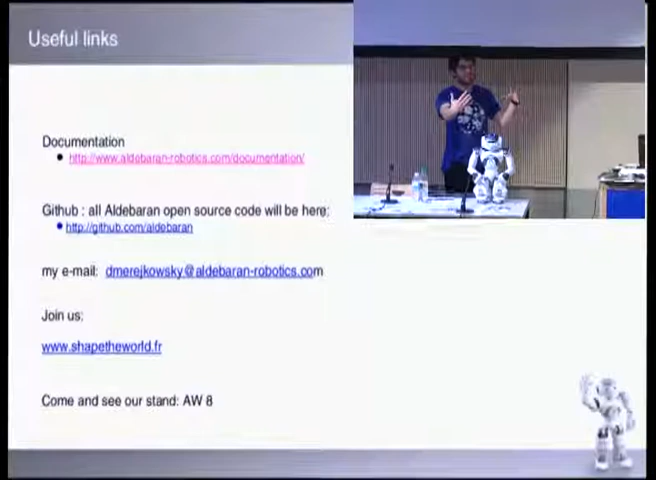 Useful links
Documentation
http://www.aldebaran-robotics.com/documentation/
Github : all Aldebaran open source code will be here:
http://github.com/aldebaran
my e-mail: dmerejkowsky@aldebaran-robotics.com
Join us:
www.shapetheworld.fr
Come and see our stand: AW 8